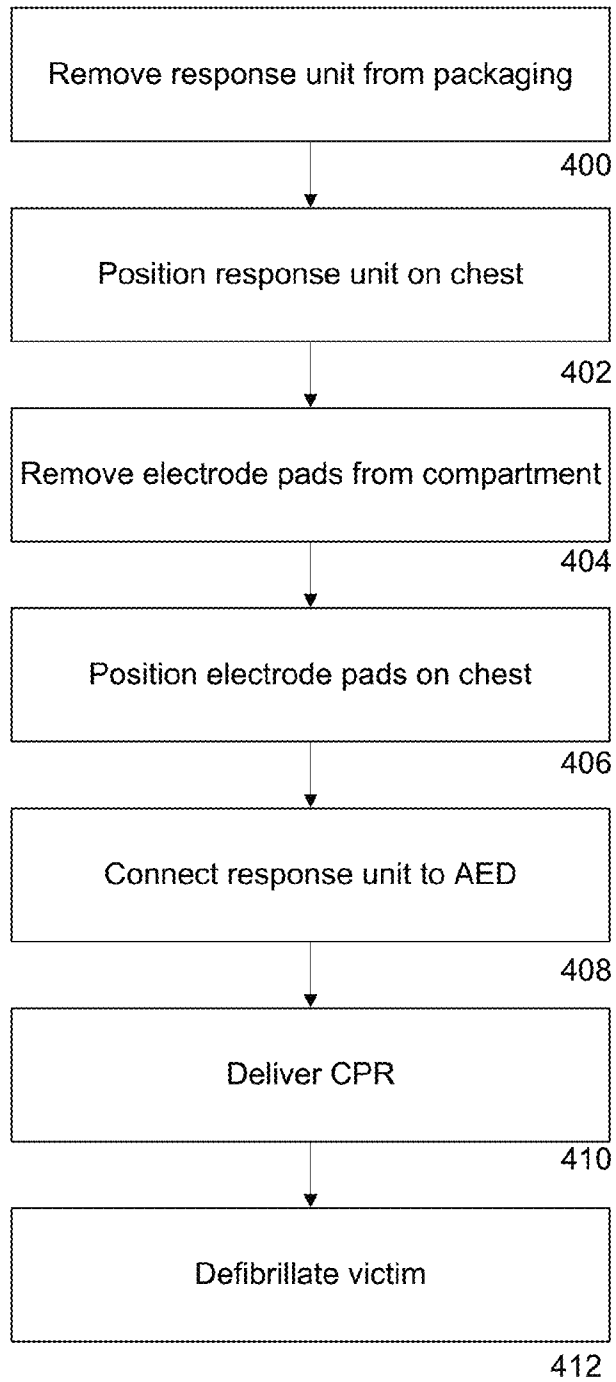 Remove response unit from packaging
400
Position response unit on chest
402
Remove electrode pads from compartment
404
Position electrode pads on chest
406
Connect response unit to AED
408
Deliver CPR
410
Defibrillate victim
412